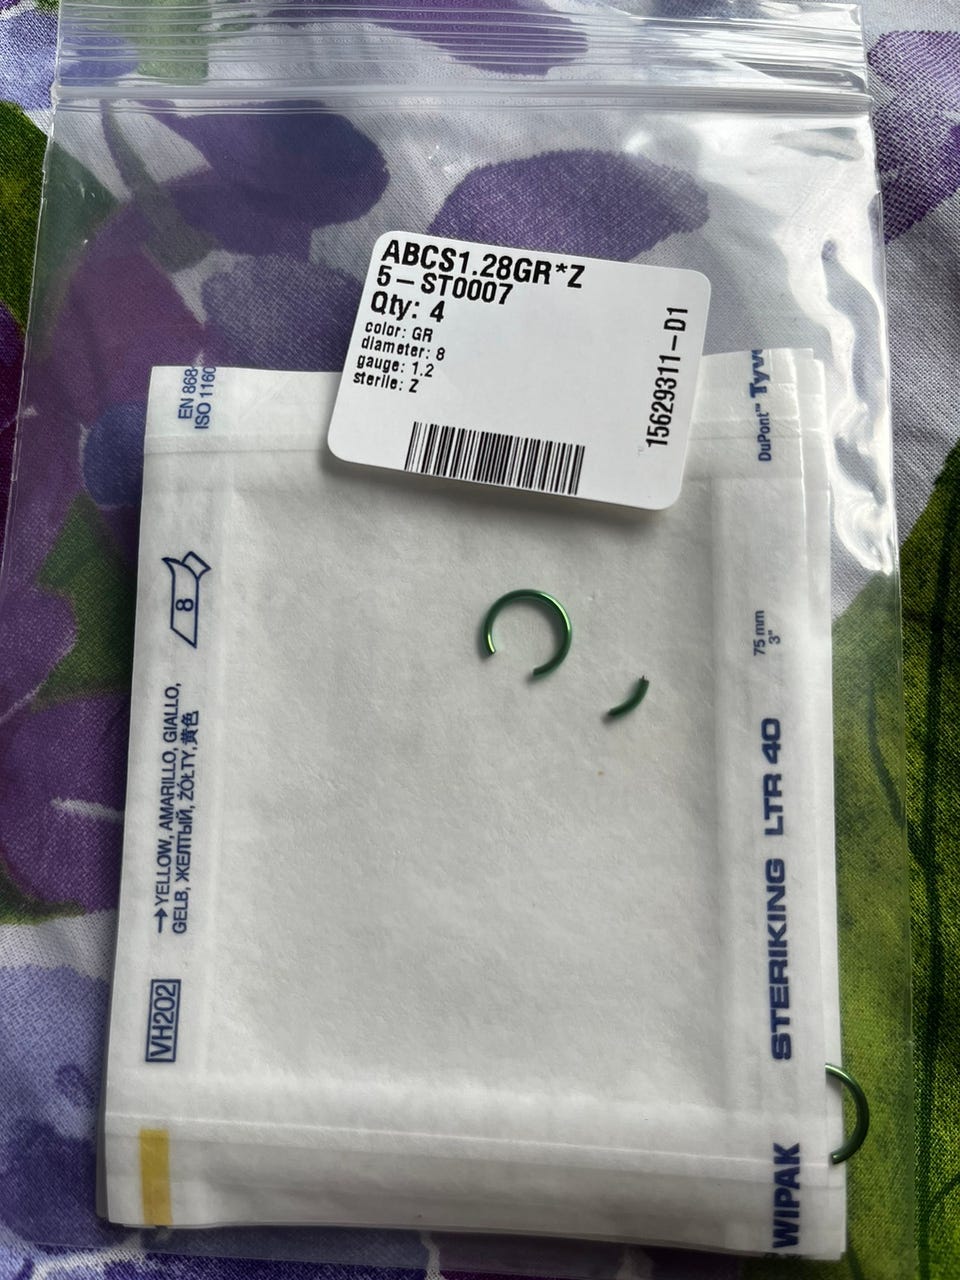 ABCS1.28GR*Z
5-ST0007
Qty: 4
color: GR
diameter: 8
gauge: 1.2
sterile: Z
15629311-D1
EN 868
ISO 1160
DuPont™ Tyv
8
75 mm
3"
→YELLOW, AMARILLO, GIALLO,
GELB, ЖЕЛТЫЙ, ŻÓŁTY, 黄色
VH202
STERIKING LTR 40
WIPAK